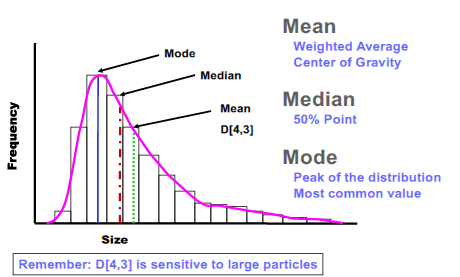 Mean
Weighted Average
Center of Gravity
Median
50% Point
Mode
Peak of the distribution
Most common value
Mode
Median
Mean
D[4,3]
Frequency
Size
Remember: D[4,3] is sensitive to large particles